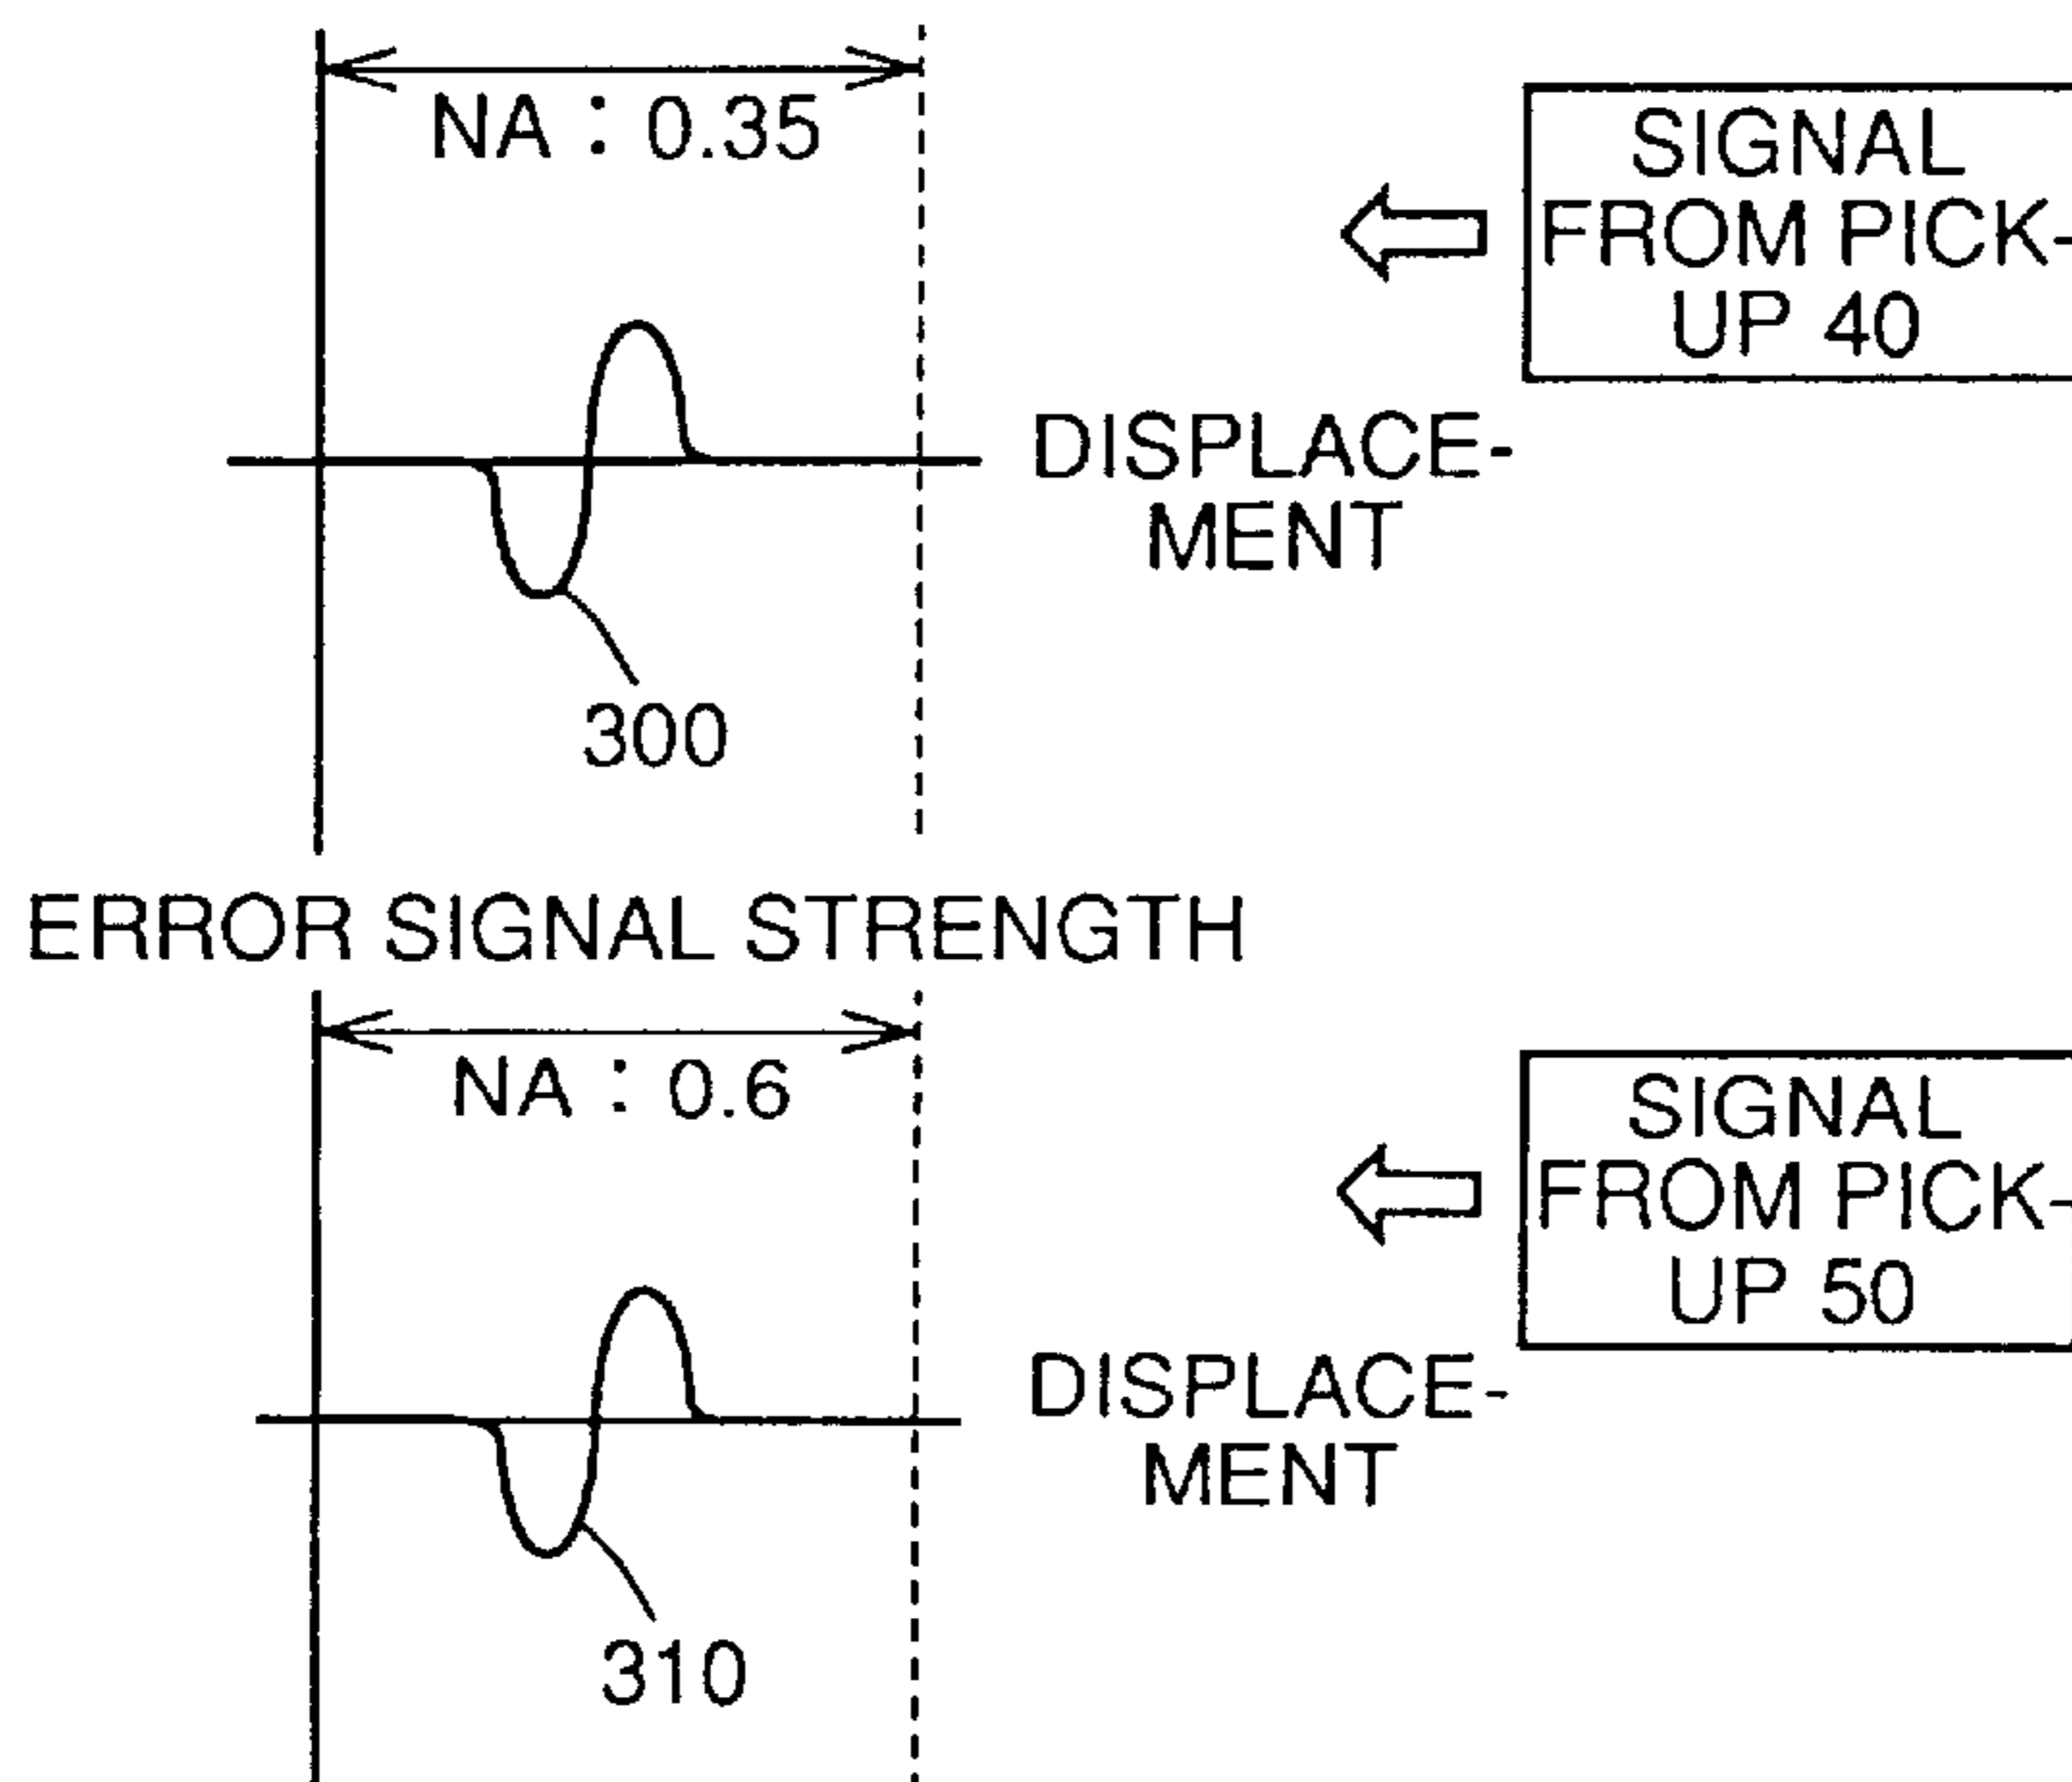 NA : 0.35
SIGNAL
FROM PICK-
UP 40
DISPLACE-
MENT
300
ERROR SIGNAL STRENGTH
NA : 0.6
SIGNAL
FROM PICK-
UP 50
DISPLACE-
MENT
310